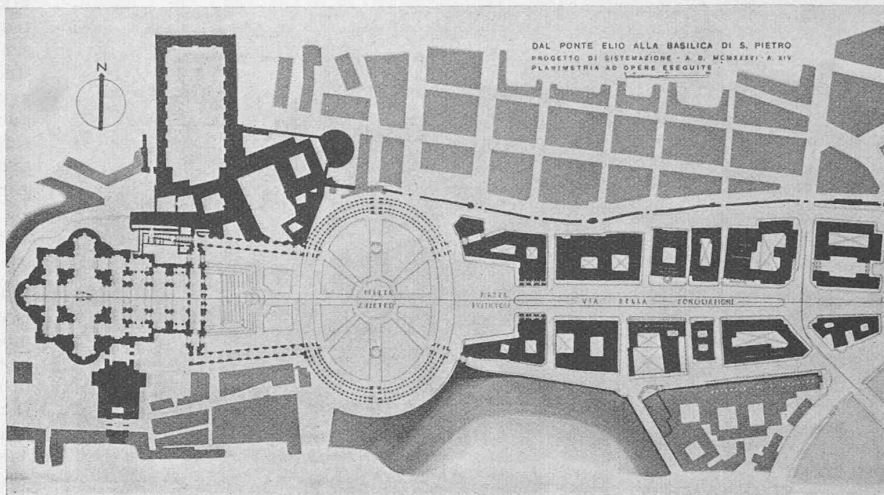 DAL PONTE ELIO ALLA BASILICA DI S. PIETRO
PROGETTO DI SISTEMAZIONE - A. D. MCMXXXVI - A. XIV
PLANIMETRIA AD OPERE ESEGUITE
N
PIAZZA
S. PIETRO
PIAZZA
VIA DELLA CONCILIAZIONE